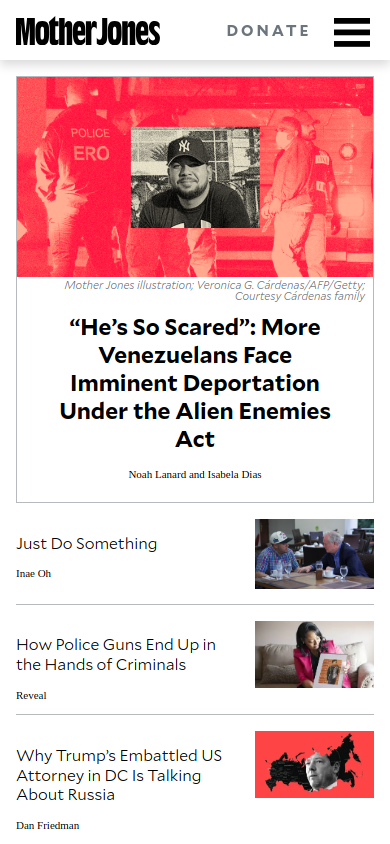 Mother Jones
DONATE
POLICE
ERO
Mother Jones illustration; Veronica G. Cárdenas/AFP/Getty;
Courtesy Cárdenas family
“He’s So Scared”: More
Venezuelans Face
Imminent Deportation
Under the Alien Enemies
Act
Noah Lanard and Isabela Dias
Just Do Something
Inae Oh
How Police Guns End Up in
the Hands of Criminals
Reveal
Why Trump’s Embattled US
Attorney in DC Is Talking
About Russia
Dan Friedman